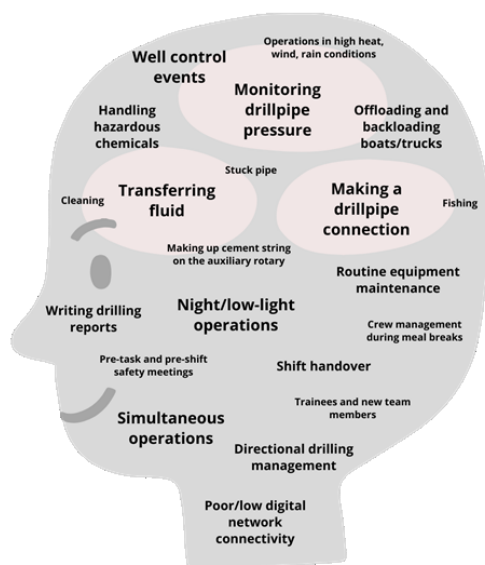 Operations in high heat,
wind, rain conditions
Well control
events
Monitoring
drillpipe
pressure
Handling
hazardous
chemicals
Offloading and
backloading
boats/trucks
Stuck pipe
Transferring
fluid
Making a
drillpipe
connection
Cleaning
Fishing
Making up cement string
on the auxiliary rotary
Routine equipment
maintenance
Night/low-light
operations
Writing drilling
reports
Crew management
during meal breaks
Pre-task and pre-shift
safety meetings
Shift handover
Trainees and new team
members
Simultaneous
operations
Directional drilling
management
Poor/low digital
network
connectivity